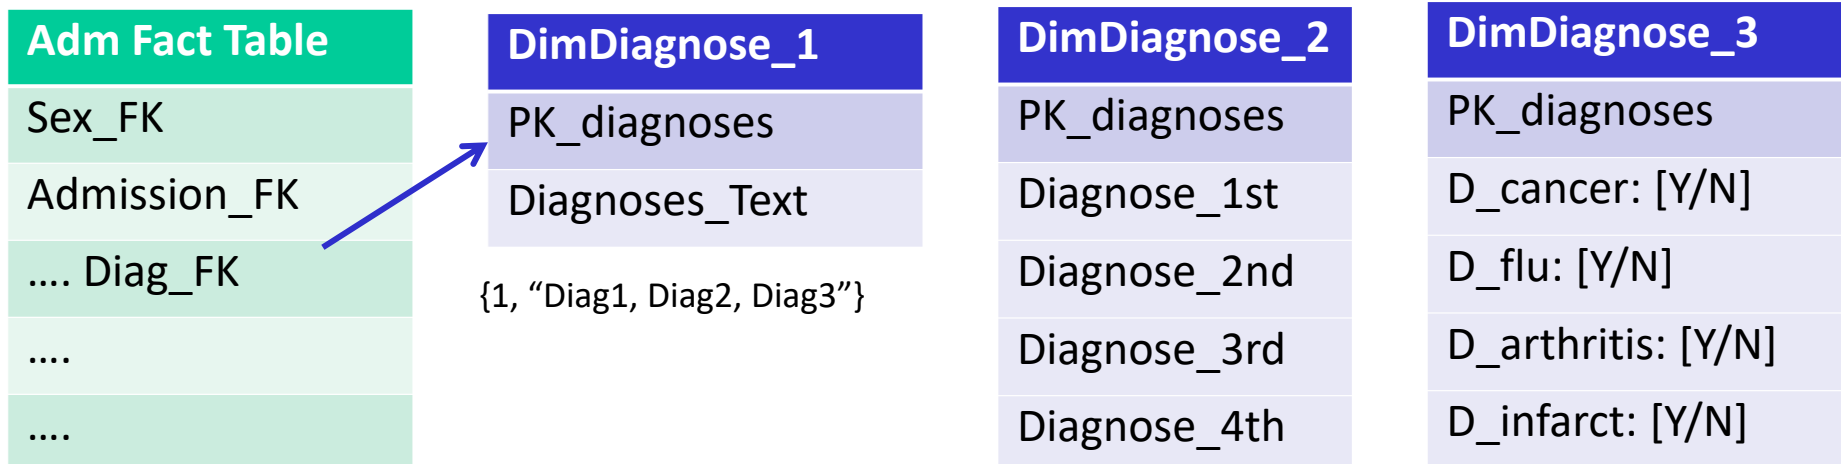 Adm Fact Table
Sex_FK
Admission_FK
.... Diag_FK
....
....
DimDiagnose_1
PK_diagnoses
Diagnoses_Text
{1, “Diag1, Diag2, Diag3”}
DimDiagnose_2
PK_diagnoses
Diagnose_1st
Diagnose_2nd
Diagnose_3rd
Diagnose_4th
DimDiagnose_3
PK_diagnoses
D_cancer: [Y/N]
D_flu: [Y/N]
D_arthritis: [Y/N]
D_infarct: [Y/N]